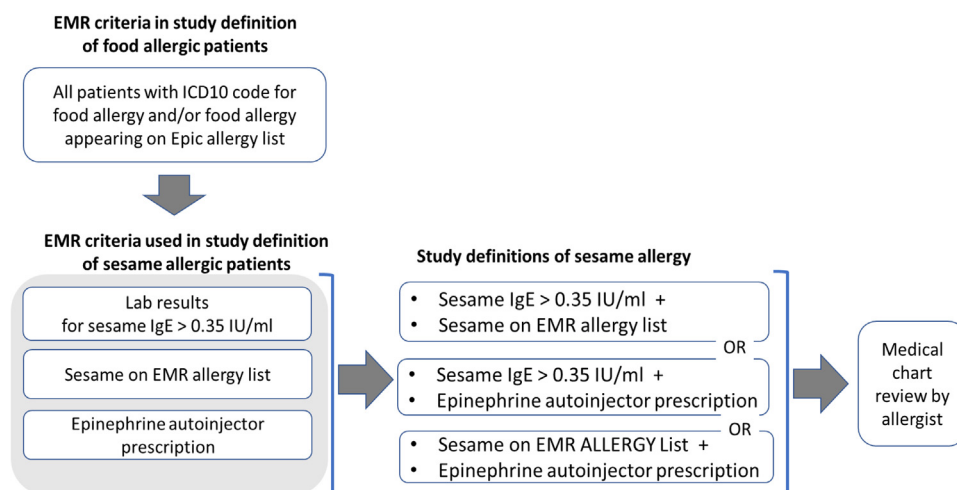 EMR criteria in study definition
of food allergic patients
All patients with ICD10 code for
food allergy and/or food allergy
appearing on Epic allergy list
EMR criteria used in study definition
of sesame allergic patients
Lab results
for sesame IgE > 0.35 IU/ml
Sesame on EMR allergy list
Epinephrine autoinjector
prescription
Study definitions of sesame allergy
• Sesame IgE > 0.35 IU/ml +
• Sesame on EMR allergy list
OR
• Sesame IgE > 0.35 IU/ml +
• Epinephrine autoinjector prescription
OR
• Sesame on EMR ALLERGY List +
• Epinephrine autoinjector prescription
Medical
chart
review by
allergist